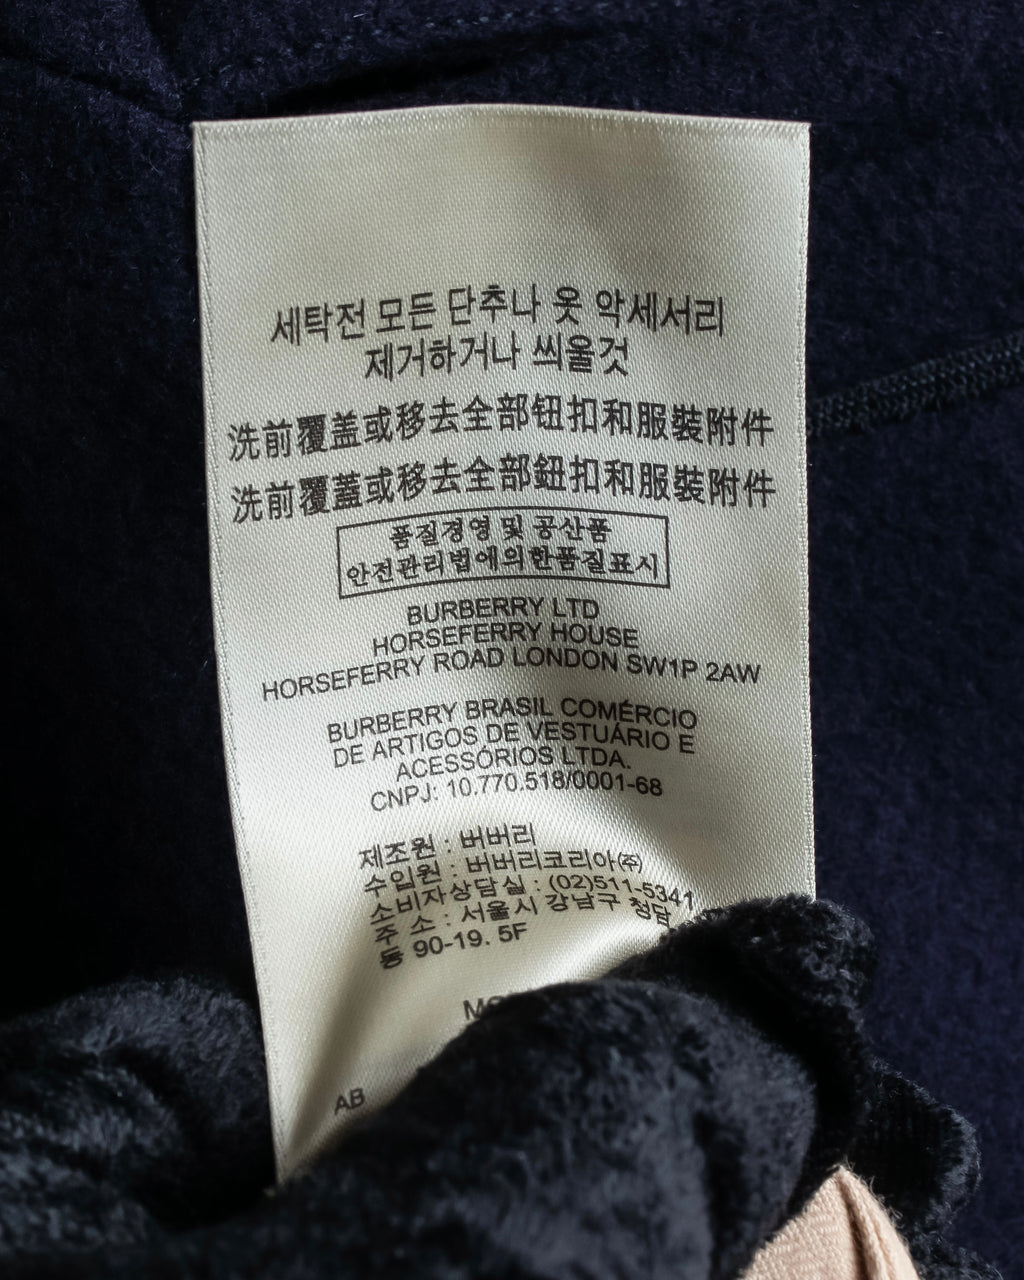 세탁전 모든 단추나 옷 악세서리
제거하거나 씌울것
洗前覆盖或移去全部钮扣和服裝附件
洗前覆蓋或移去全部鈕扣和服裝附件
품질경영 및 공산품
안전관리법에의한품질표시
BURBERRY LTD
HORSEFERRY HOUSE
HORSEFERRY ROAD LONDON SW1P 2AW
BURBERRY BRASIL COMÉRCIO
DE ARTIGOS DE VESTUÁRIO E
ACESSÓRIOS LTDA.
CNPJ: 10.770.518/0001-68
제조원 : 버버리
수입원 : 버버리코리아㈜
소비자상담실 : (02)511-5341
주 소 : 서울시 강남구 청담
동 90-19. 5F
AB